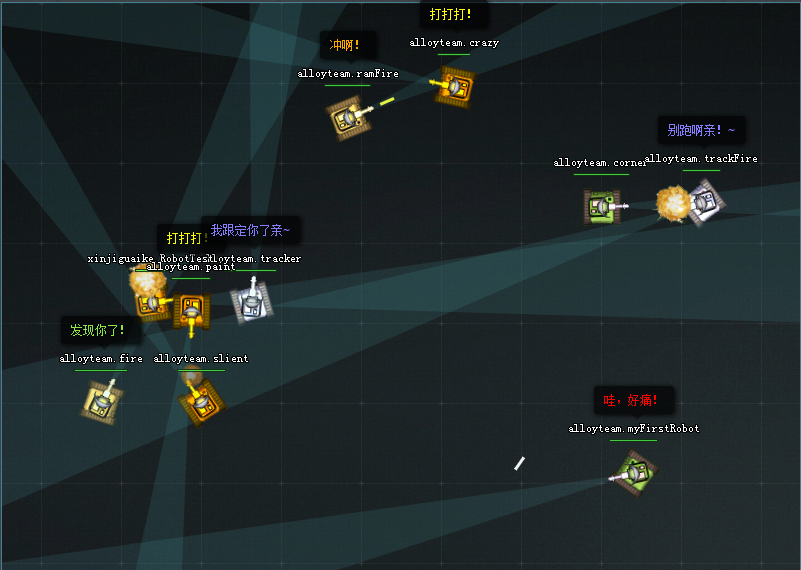 打打打!
alloyteam.crazy
冲啊!
alloyteam.ramFire
别跑啊亲! ~
alloyteam.corner
alloyteam.trackFire
我跟定你了亲~
打打打!
alloyteam.tracker
xinjiguaike_RobotTest
alloyteam.paint
发现你了!
alloyteam.fire
alloyteam.slient
哇，好痛!
alloyteam.myFirstRobot